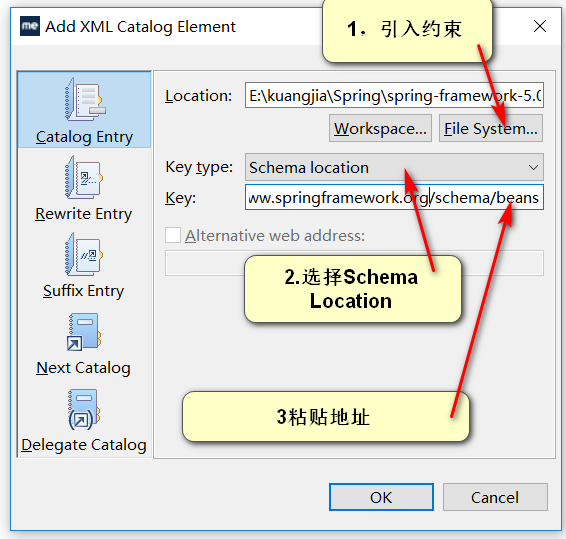 me Add XML Catalog Element
1．引入约束
Catalog Entry
Rewrite Entry
Suffix Entry
Next Catalog
Delegate Catalog
Location: E:\kuangjia\Spring\spring-framework-5.0
Workspace... File System...
Key type: Schema location
Key: ww.springframework.org/schema/beans
Alternative web address:
2.选择Schema
Location
3粘贴地址
OK Cancel